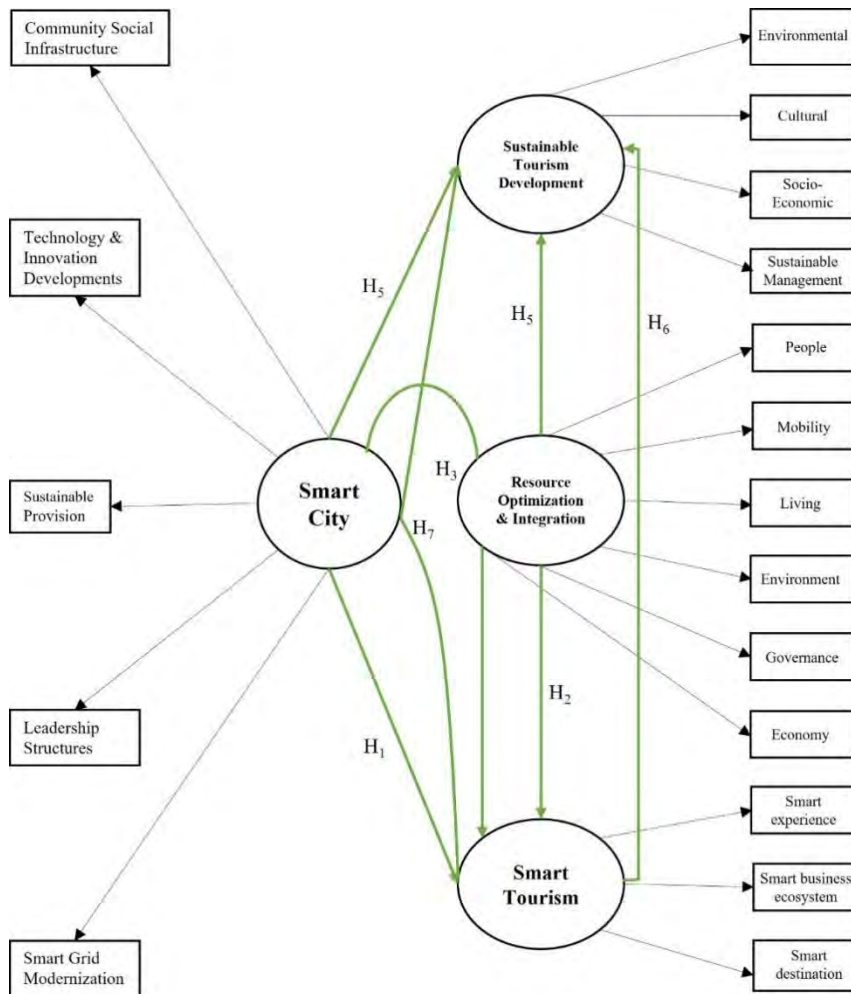 Community Social
Infrastructure
Technology &
Innovation
Developments
Sustainable
Provision
Leadership
Structures
Smart Grid
Modernization
Smart
City
H₅
H₃
H₇
H₁
Sustainable
Tourism
Development
H₅
Resource
Optimization
& Integration
H₂
Smart
Tourism
H₆
Environmental
Cultural
Socio-
Economic
Sustainable
Management
People
Mobility
Living
Environment
Governance
Economy
Smart
experience
Smart business
ecosystem
Smart
destination